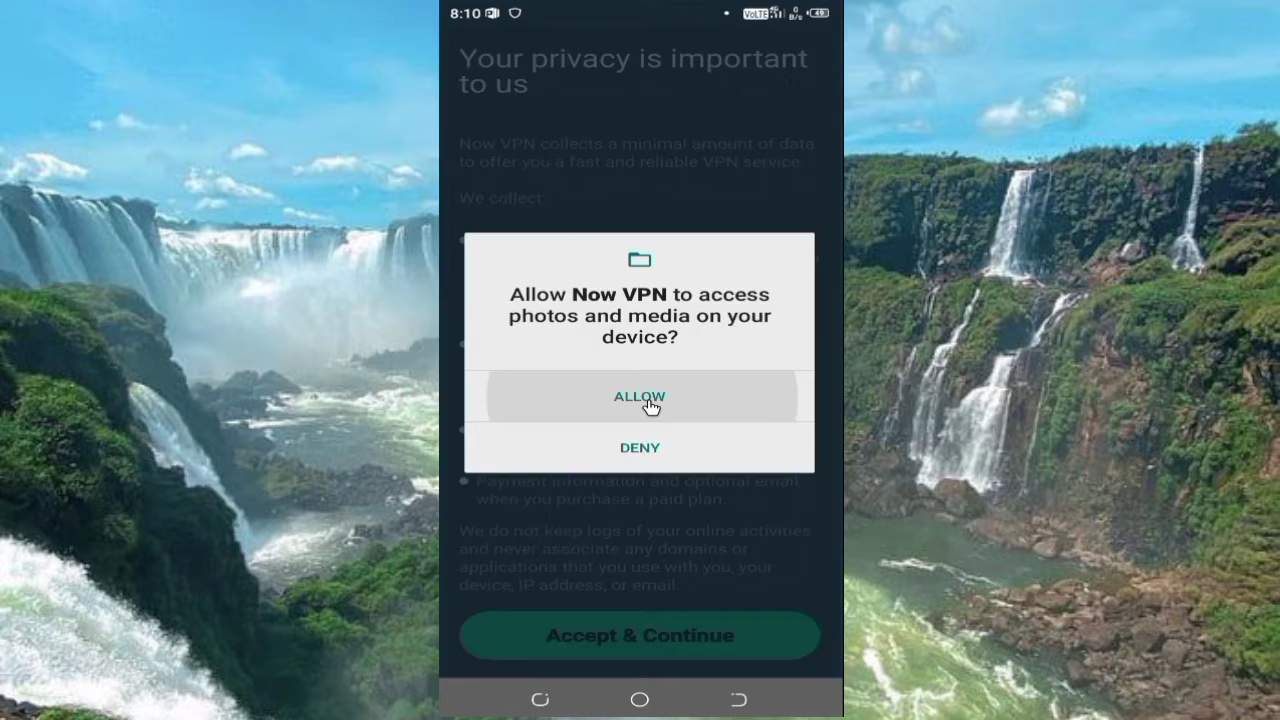 8:10
VoLTE 4G 0 B/s 49
Your privacy is important
to us
Now VPN collects a minimal amount of data
to offer you a fast and reliable VPN service.
We collect
Allow Now VPN to access
photos and media on your
device?
ALLOW
DENY
Payment information and optional email
when you purchase a paid plan.
We do not keep logs of your online activities
and never associate any domains or
applications that you use with you, your
device, IP address, or email.
Accept & Continue